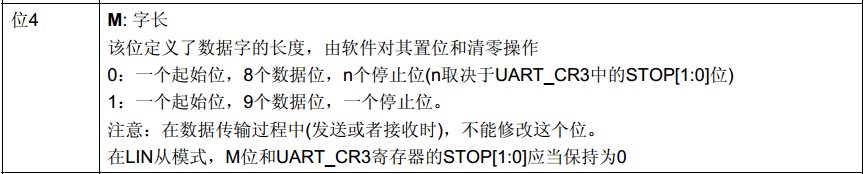 位4
M: 字长
该位定义了数据字的长度，由软件对其置位和清零操作
0：一个起始位，8个数据位，n个停止位(n取决于UART_CR3中的STOP[1:0]位)
1：一个起始位，9个数据位，一个停止位。
注意：在数据传输过程中(发送或者接收时)，不能修改这个位。
在LIN从模式，M位和UART_CR3寄存器的STOP[1:0]应当保持为0